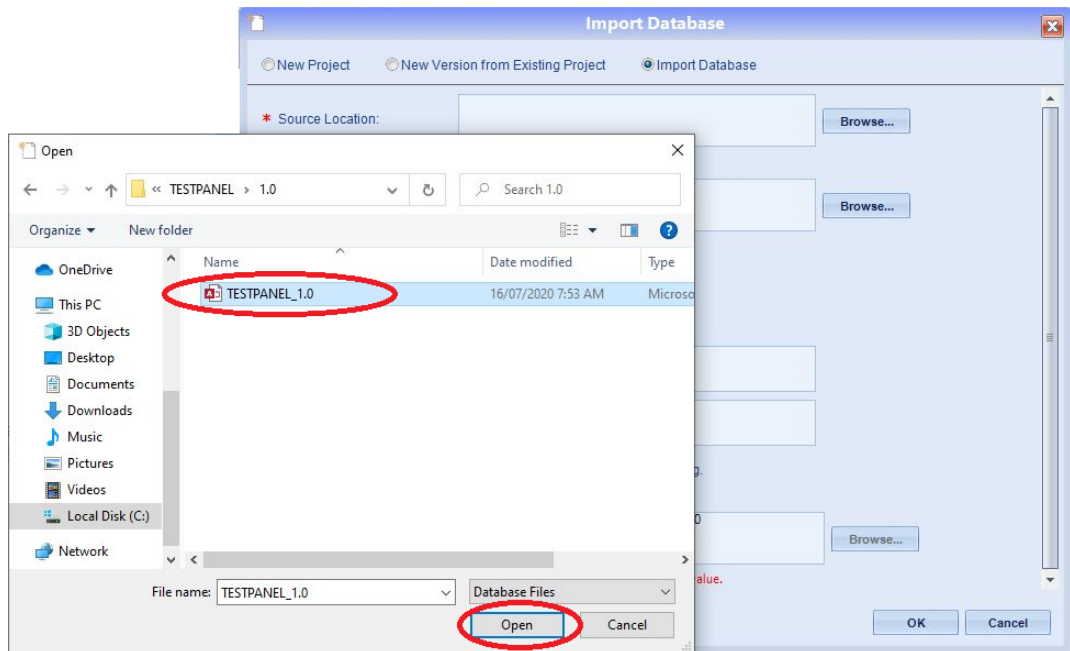 Import Database
New Project New Version from Existing Project Import Database
* Source Location:
Browse...
Open
« TESTPANEL > 1.0
Search 1.0
Browse...
Organize New folder
?
Name Date modified Type
OneDrive
TESTPANEL_1.0 16/07/2020 7:53 AM Microso
This PC
3D Objects
Desktop
Documents
Downloads
Music
Pictures
Videos
Local Disk (C:)
Network
g.
0
Browse...
alue.
File name: TESTPANEL_1.0 Database Files
Open Cancel
OK Cancel